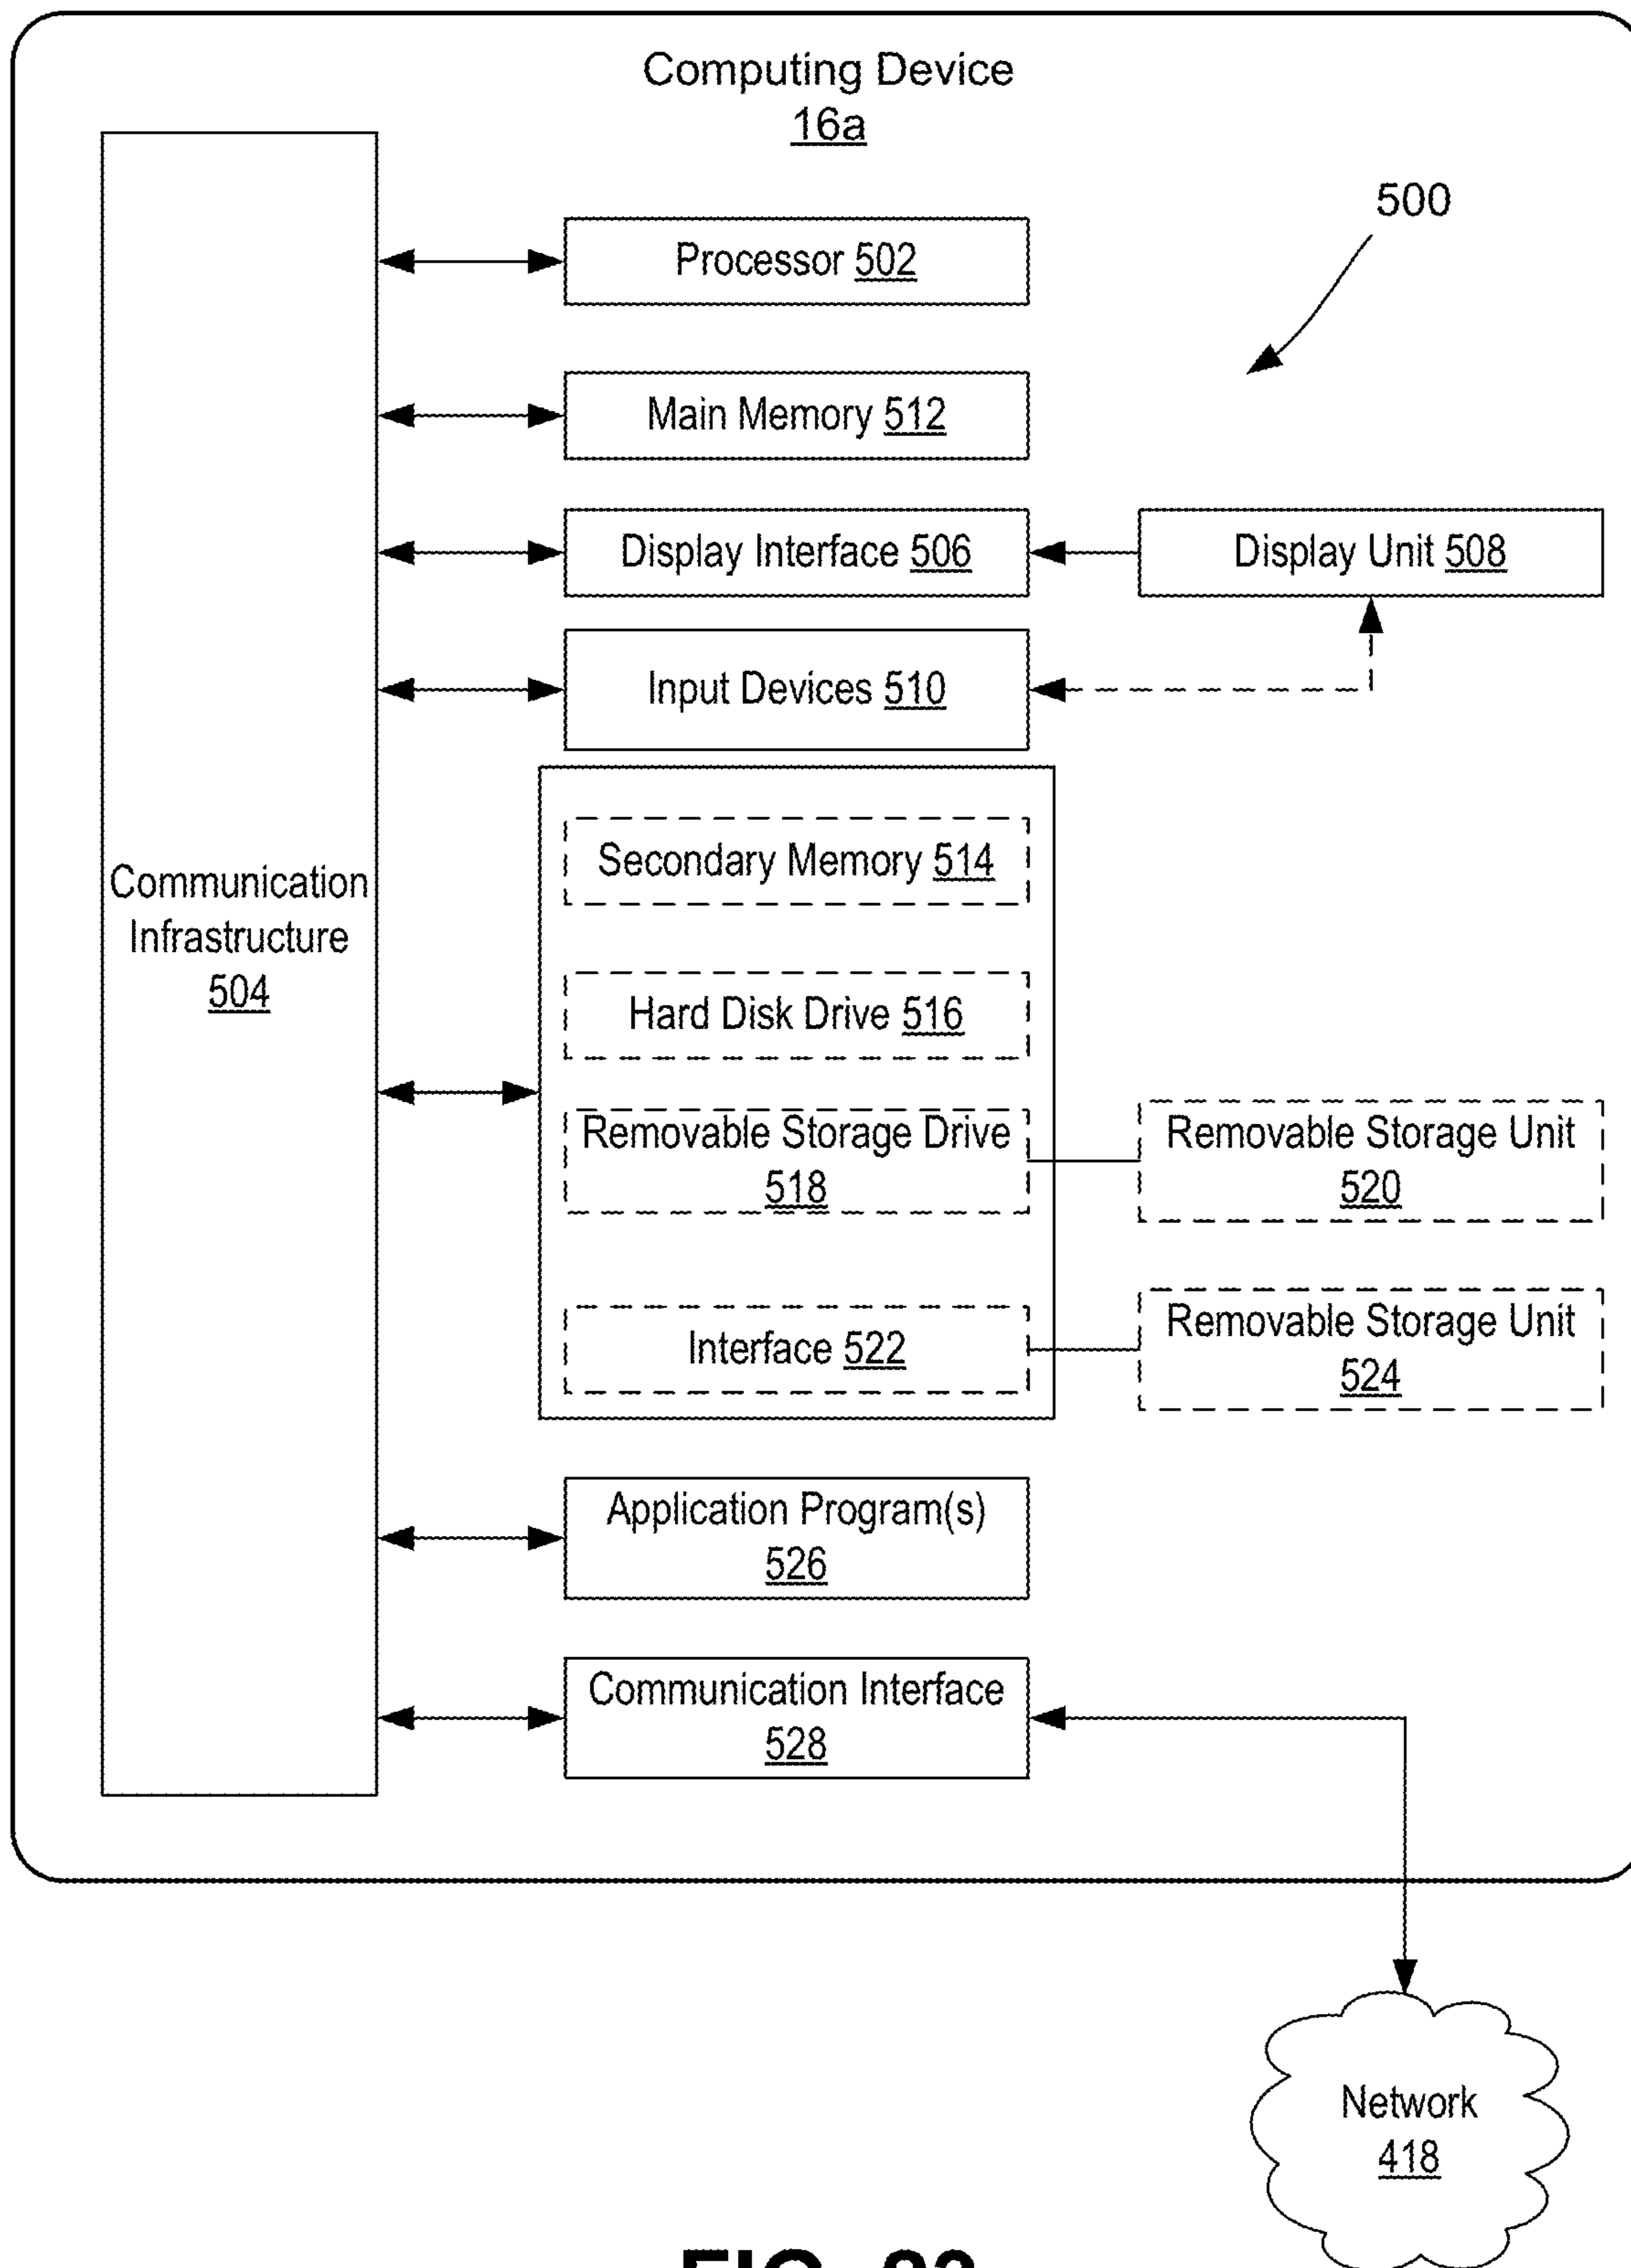 Computing Device
16a
500
Processor 502
Main Memory 512
Display Interface 506
Display Unit 508
Input Devices 510
Communication
Infrastructure
504
Secondary Memory 514
Hard Disk Drive 516
Removable Storage Drive
518
Removable Storage Unit
520
Interface 522
Removable Storage Unit
524
Application Program(s)
526
Communication Interface
528
Network
418
FIG.